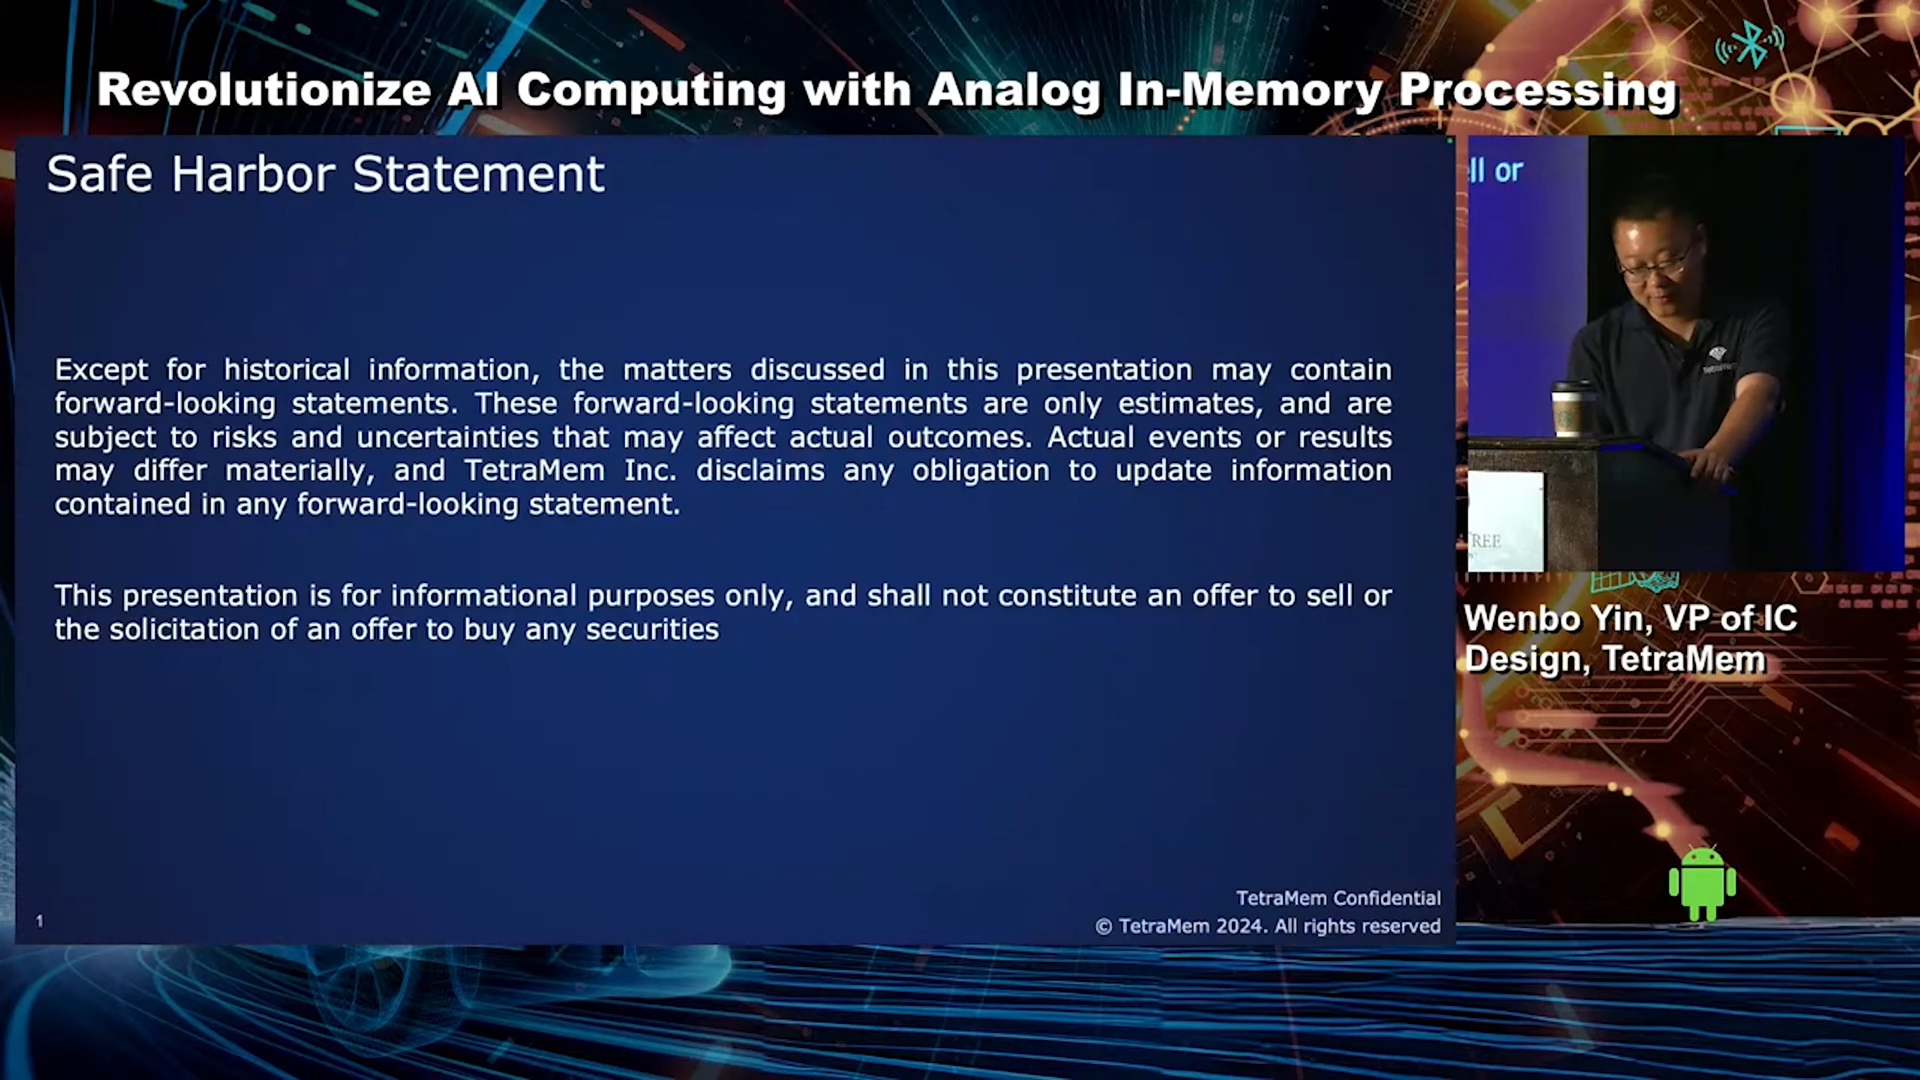 Revolutionize AI Computing with Analog In-Memory Processing
Safe Harbor Statement
Except for historical information, the matters discussed in this presentation may contain
forward-looking statements. These forward-looking statements are only estimates, and are
subject to risks and uncertainties that may affect actual outcomes. Actual events or results
may differ materially, and TetraMem Inc. disclaims any obligation to update information
contained in any forward-looking statement.
This presentation is for informational purposes only, and shall not constitute an offer to sell or
the solicitation of an offer to buy any securities
TetraMem Confidential
© TetraMem 2024. All rights reserved
1
ll or
REE
Wenbo Yin, VP of IC
Design, TetraMem